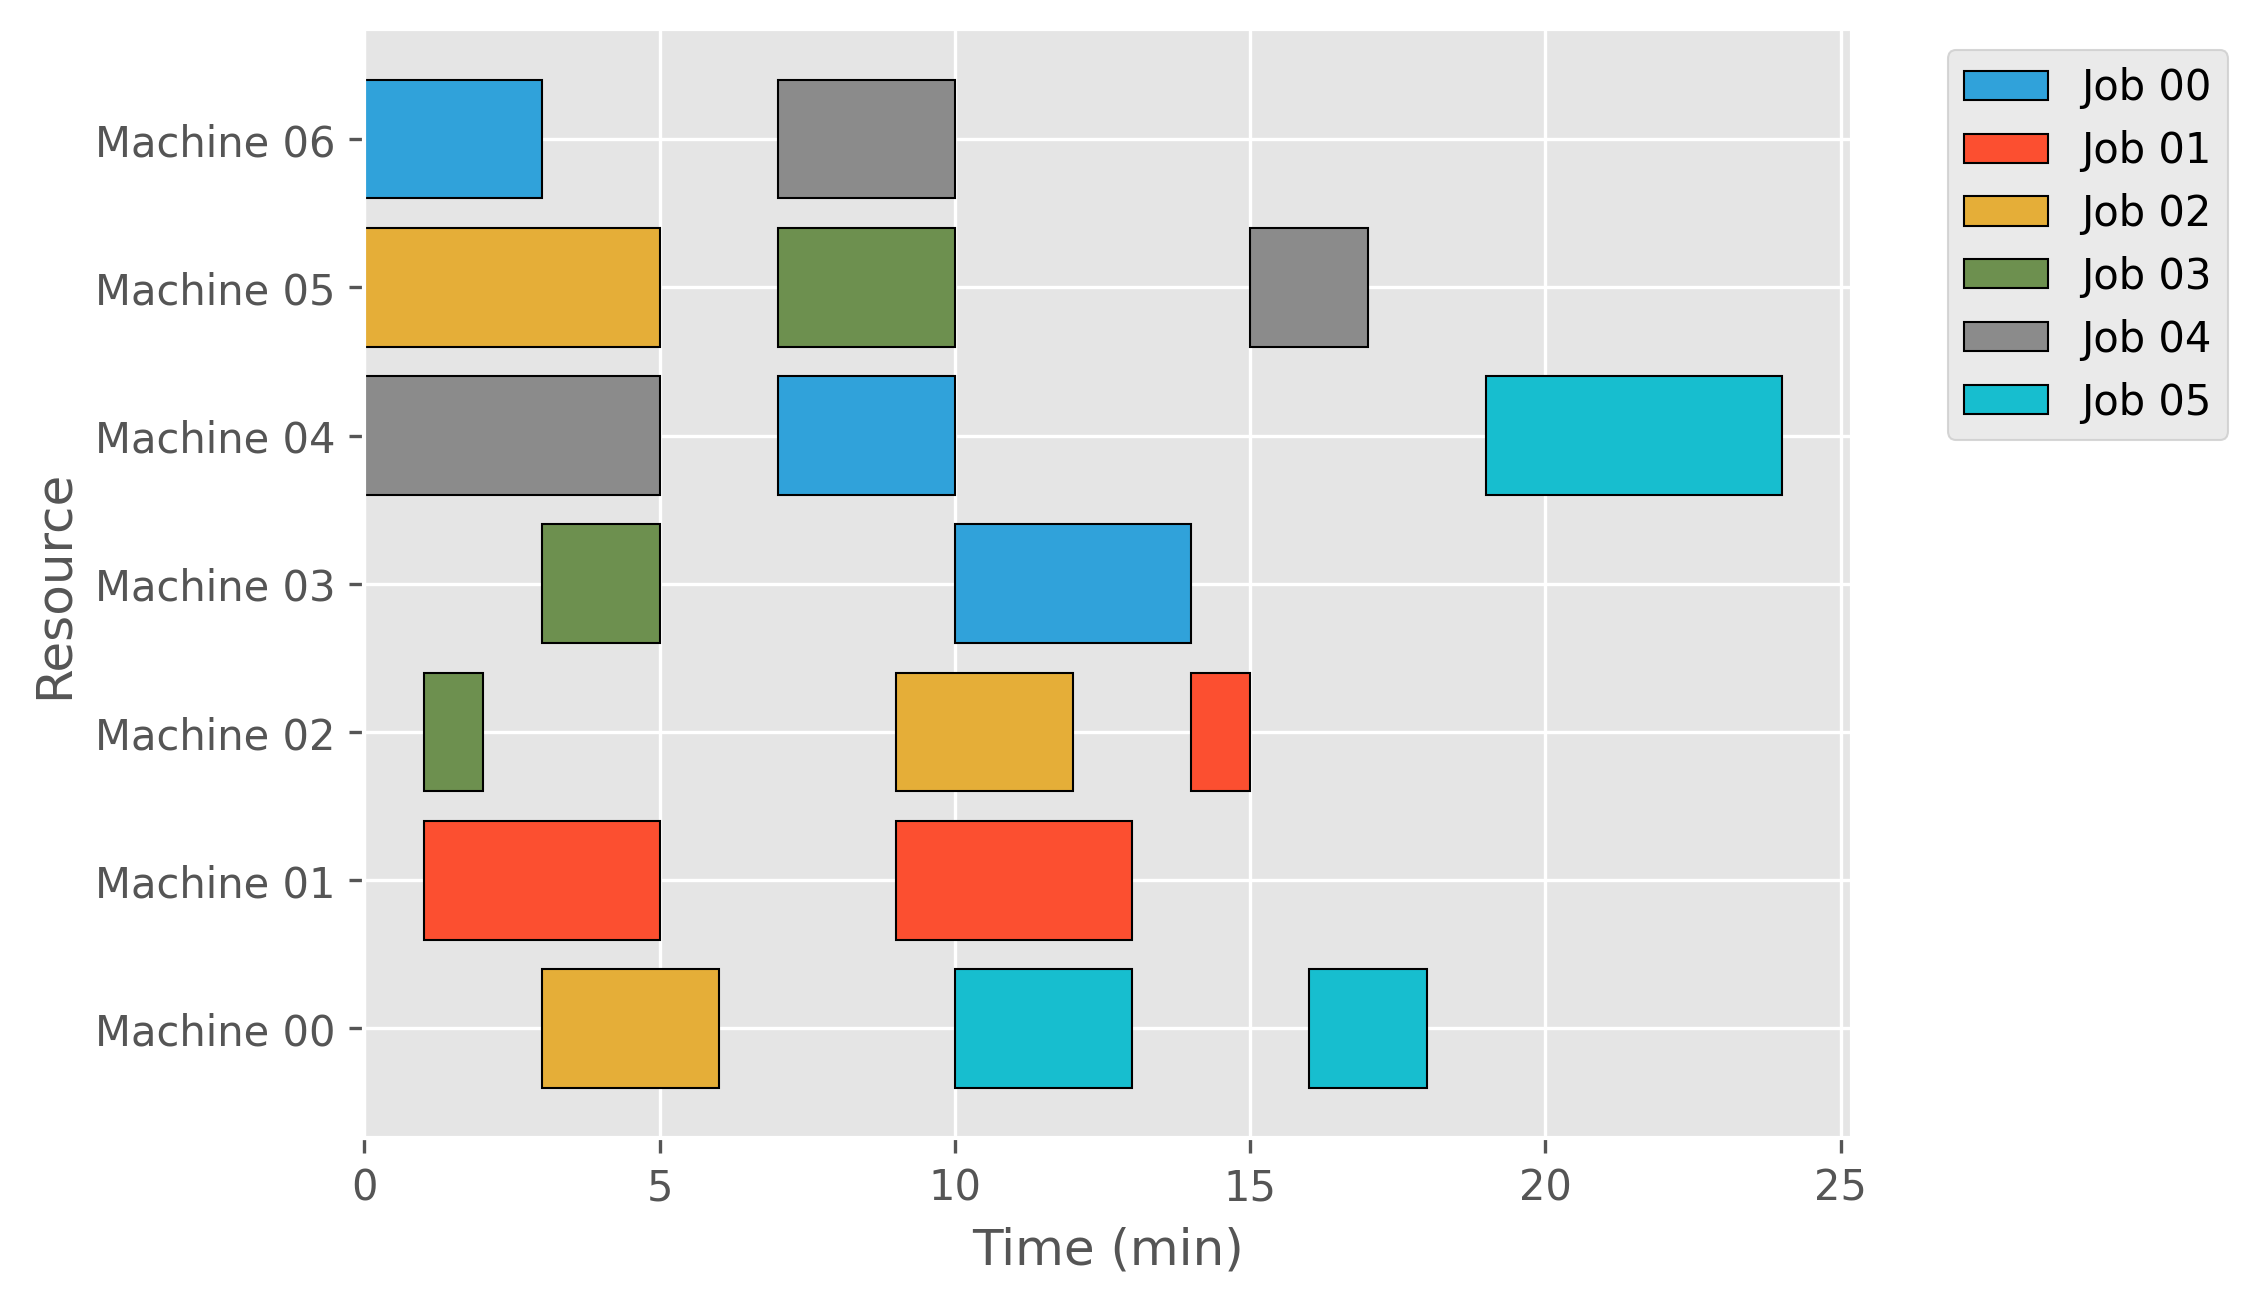 Machine 06
Machine 05
Machine 04
Machine 03
Machine 02
Machine 01
Machine 00
Resource
0 5 10 15 20 25
Time (min)
Job 00
Job 01
Job 02
Job 03
Job 04
Job 05